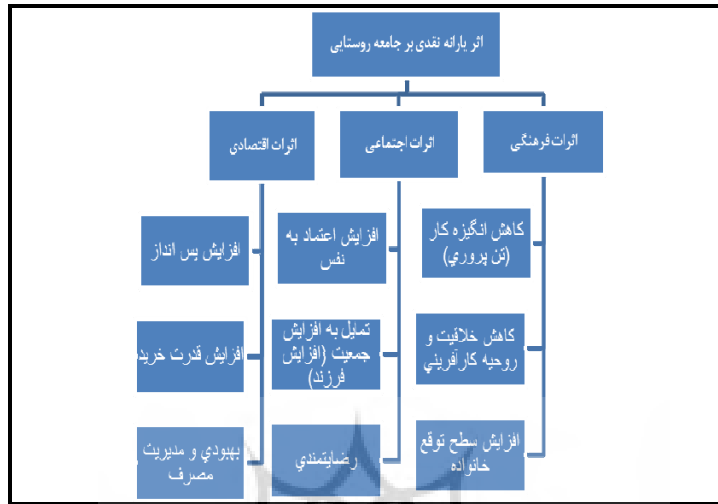 اثر یارانه نقدی بر جامعه روستایی
اثرات فرهنگی
اثرات اجتماعی
اثرات اقتصادی
کاهش انگیزه کار
(تن پروري)
کاهش خلاقیت و
روحیه کارآفریني
افزایش سطح توقع
خانواده
افزایش اعتماد به
نفس
تمایل به افزایش
جمعیت (افزایش
فرزند)
رضایتمندي
افزایش پس انداز
افزایش قدرت خرید
بهبودي و مدیریت
مصرف